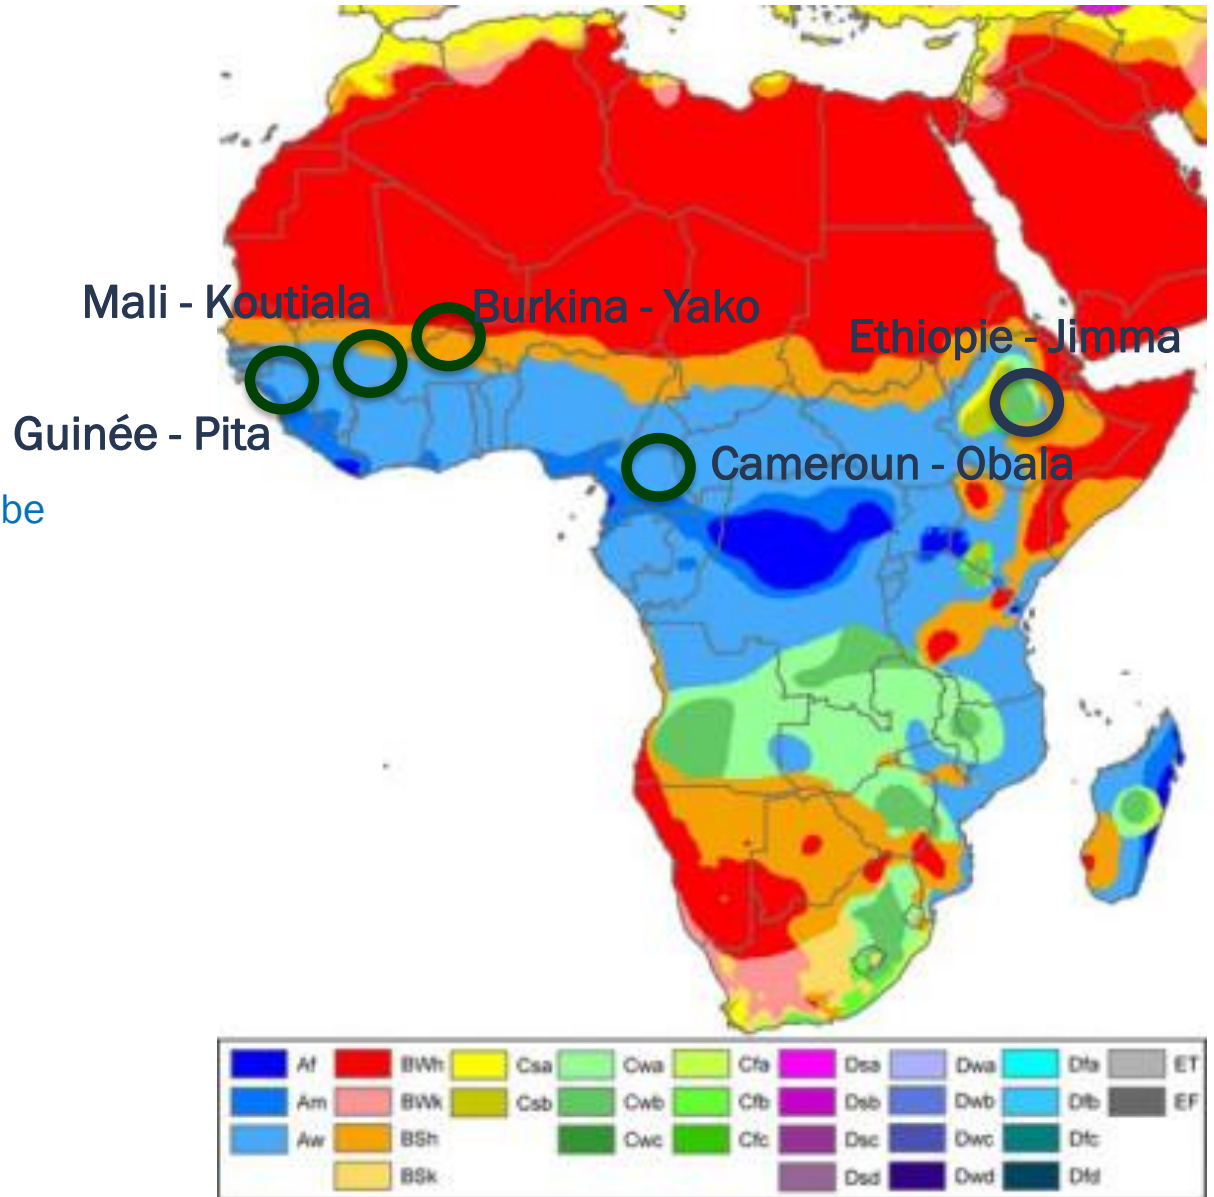 Mali - Koutiala
Burkina - Yako
Ethiopie - Jimma
Guinée - Pita
Cameroun - Obala
be
Af BWh Csa Cwa Cfa Dsa Dwa Dfa ET
Am BWk Csb Cwb Cfb Dsb Dwb Dfb EF
Aw BSh Cwc Cfc Dsc Dwc Dfc
BSk Dsd Dwd Dfd